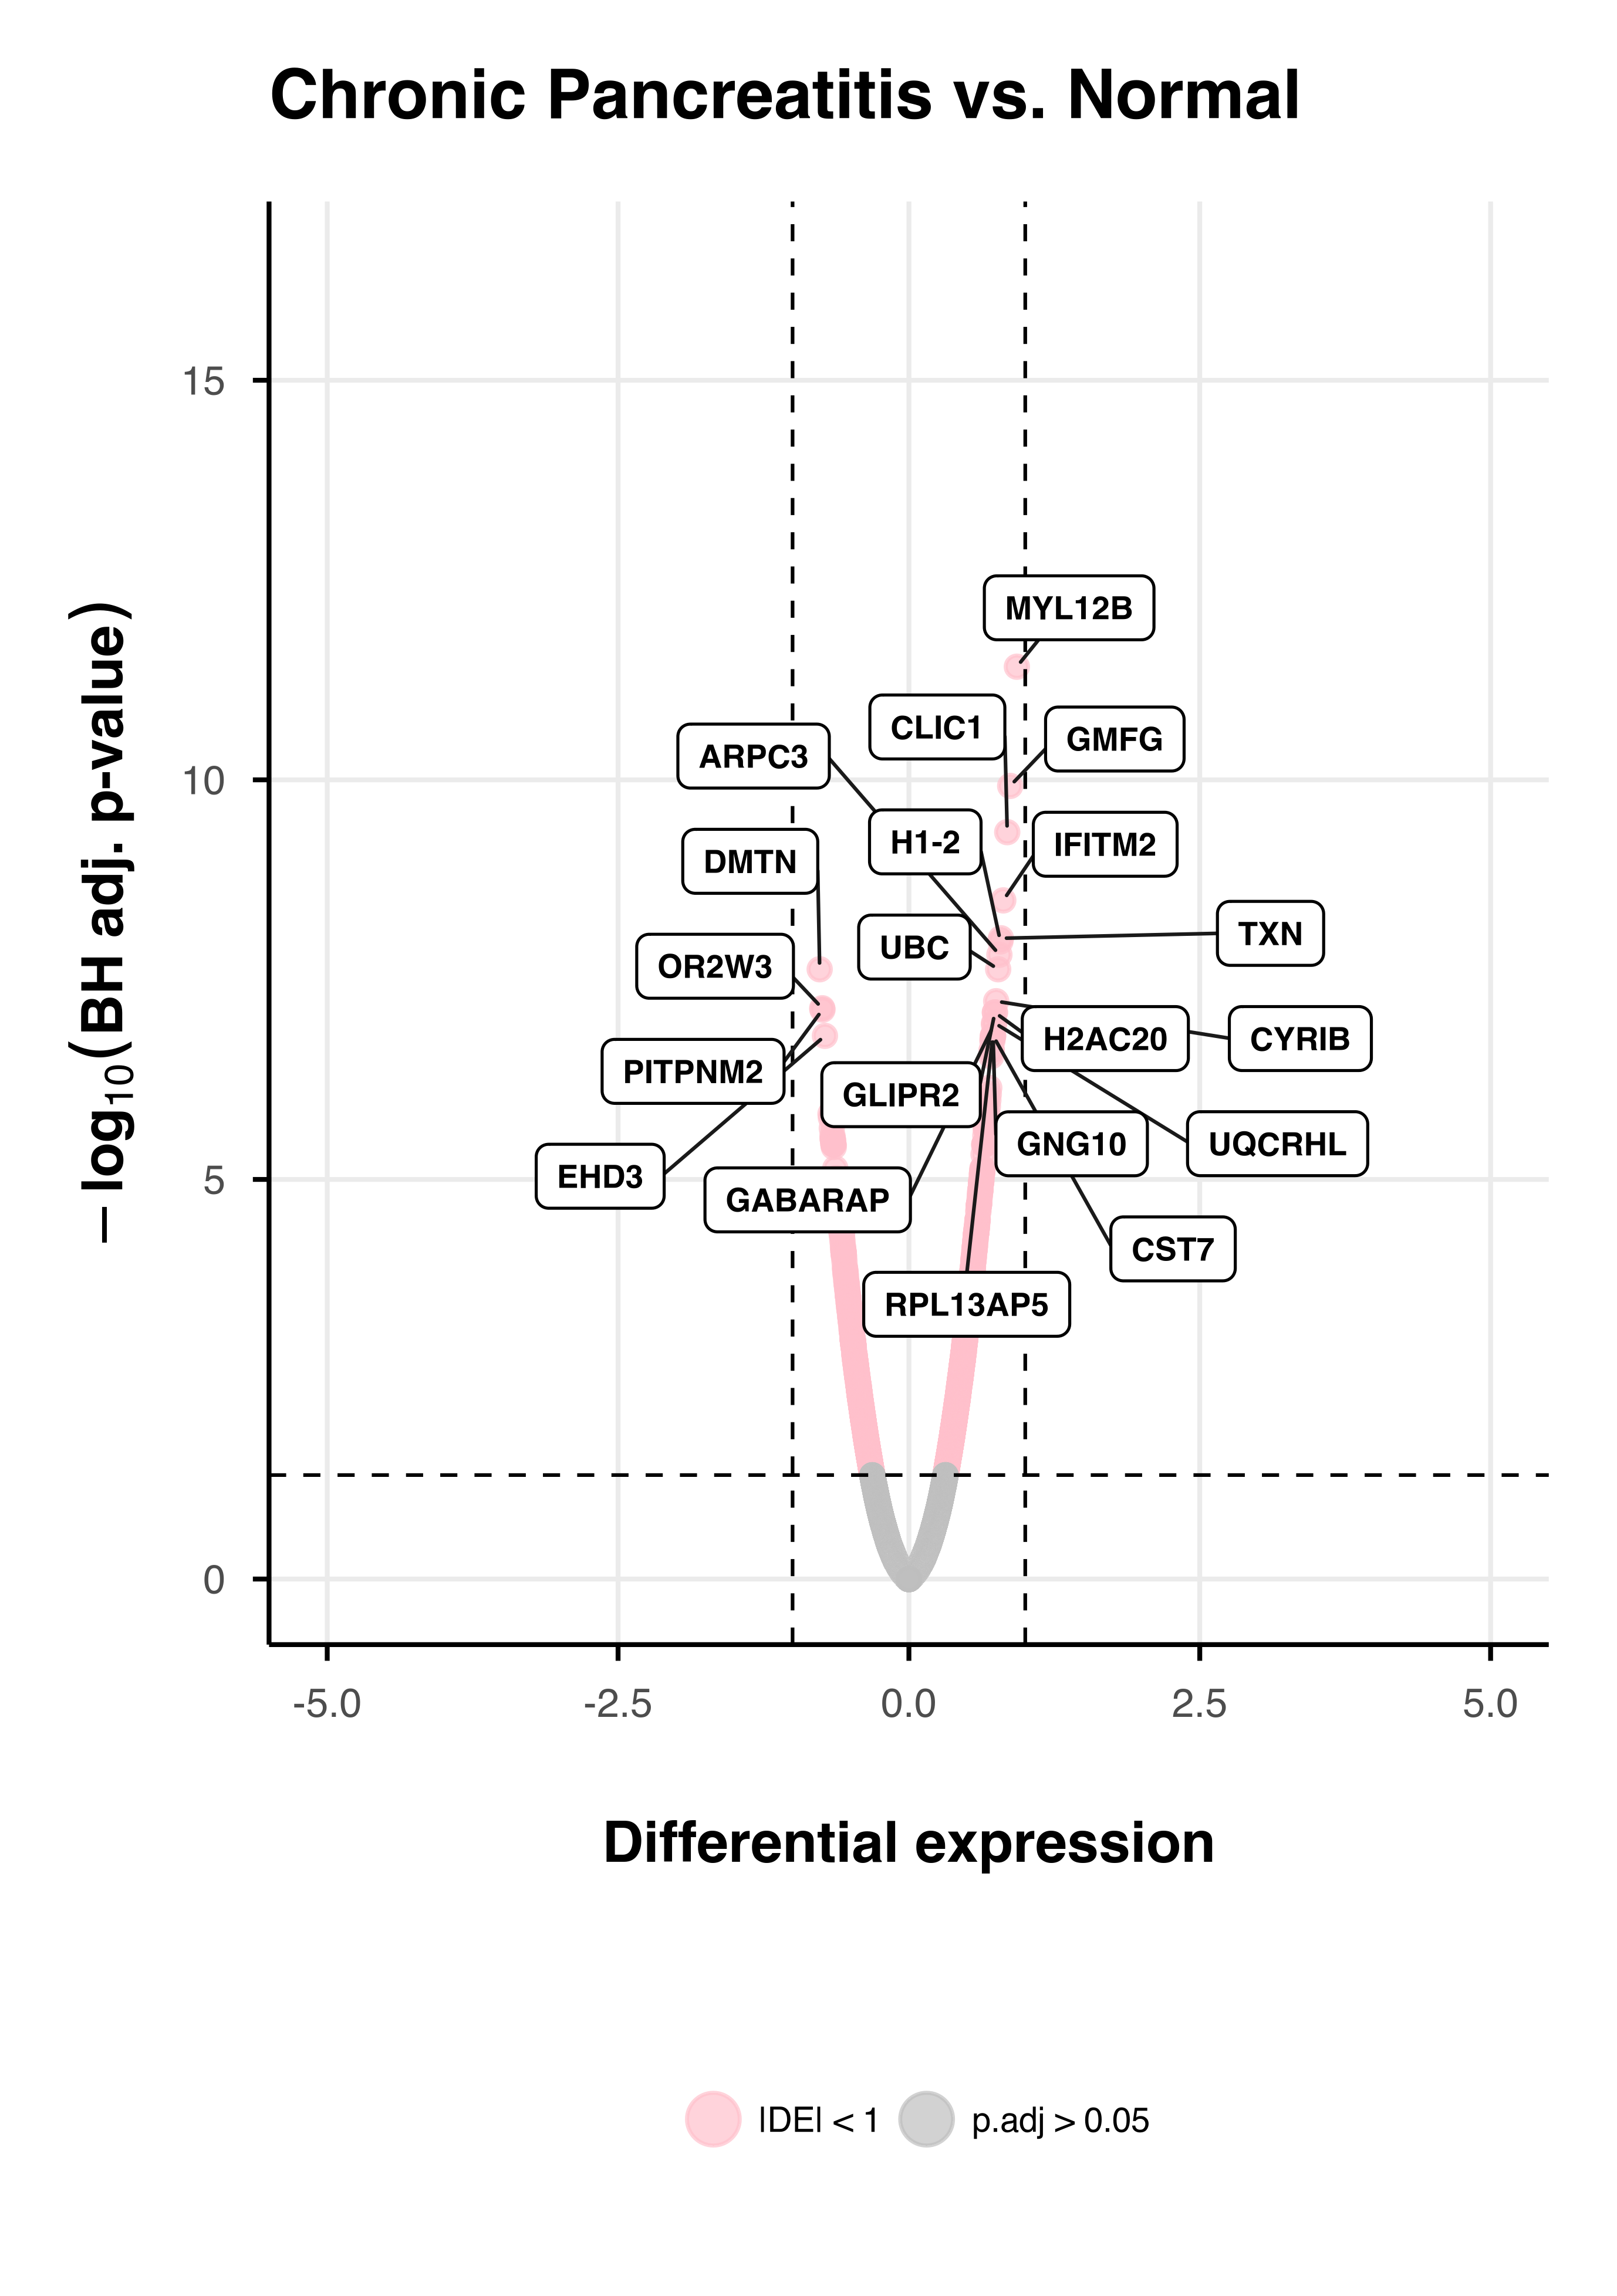 Chronic Pancreatitis vs. Normal
− log10(BH adj. p-value)
15
10
5
0
MYL12B
CLIC1
GMFG
ARPC3
H1-2
IFITM2
DMTN
TXN
UBC
OR2W3
H2AC20
CYRIB
PITPNM2
GLIPR2
GNG10
UQCRHL
EHD3
GABARAP
CST7
RPL13AP5
-5.0
-2.5
0.0
2.5
5.0
Differential expression
|DE| < 1
p.adj > 0.05